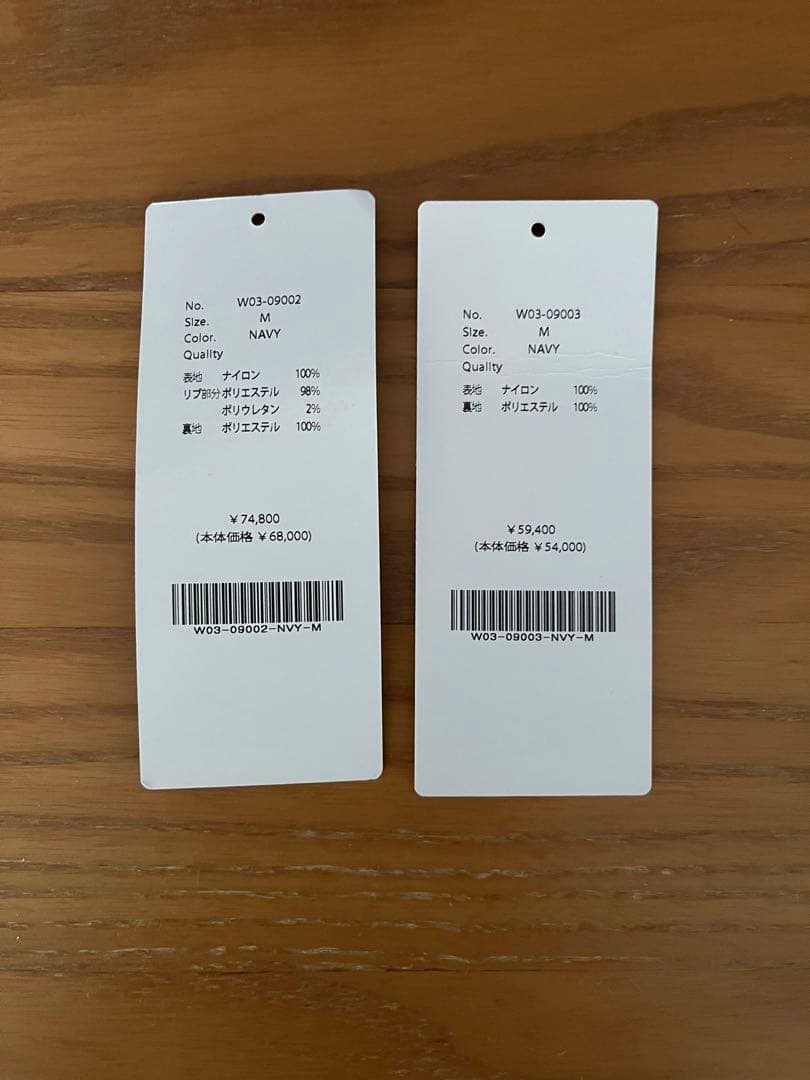 No. W03-09002
Size. M
Color. NAVY
Quality
表地 ナイロン 100%
リブ部分 ポリエステル 98%
ポリウレタン 2%
裏地 ポリエステル 100%
¥74,800
(本体価格 ¥68,000)
W03-09002-NVY-M
No. W03-09003
Size. M
Color. NAVY
Quality
表地 ナイロン 100%
裏地 ポリエステル 100%
¥59,400
(本体価格 ¥54,000)
W03-09003-NVY-M